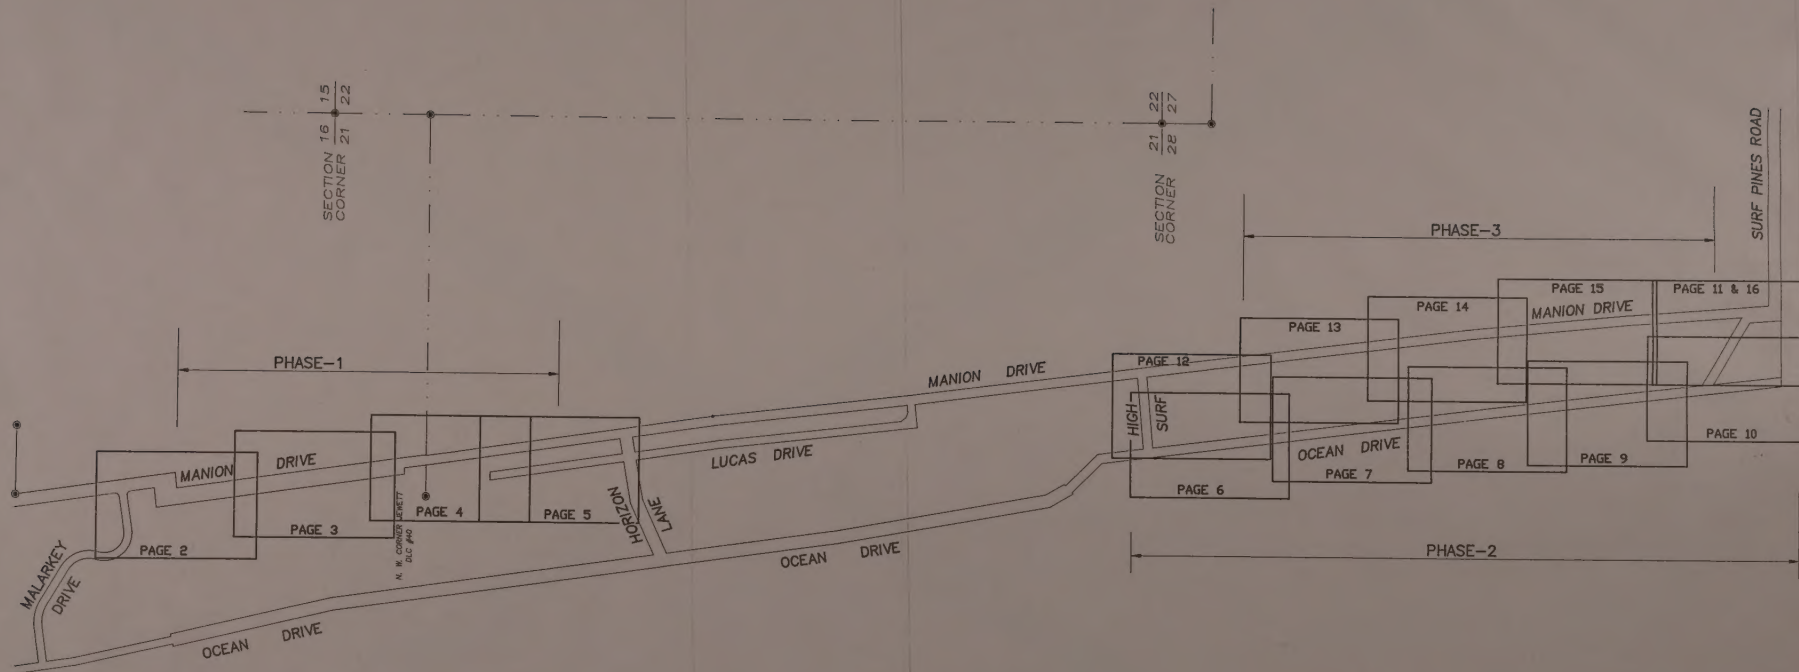 SECTION 16 | 15
CORNER 21 | 22
SECTION 21 | 22
CORNER 28 | 27
SURF PINES ROAD
PHASE-3
PAGE 15
PAGE 11 & 16
PAGE 14
MANION DRIVE
PAGE 13
PHASE-1
PAGE 12
MANION DRIVE
HIGH SURF
PAGE 10
OCEAN DRIVE
PAGE 9
PAGE 8
PAGE 7
PAGE 6
MANION DRIVE
LUCAS DRIVE
N. W. CORNER JEWETT
DLC #40
PAGE 4
PAGE 5
HORIZON LANE
PAGE 3
PAGE 2
PHASE-2
OCEAN DRIVE
MALARKEY
DRIVE
OCEAN DRIVE